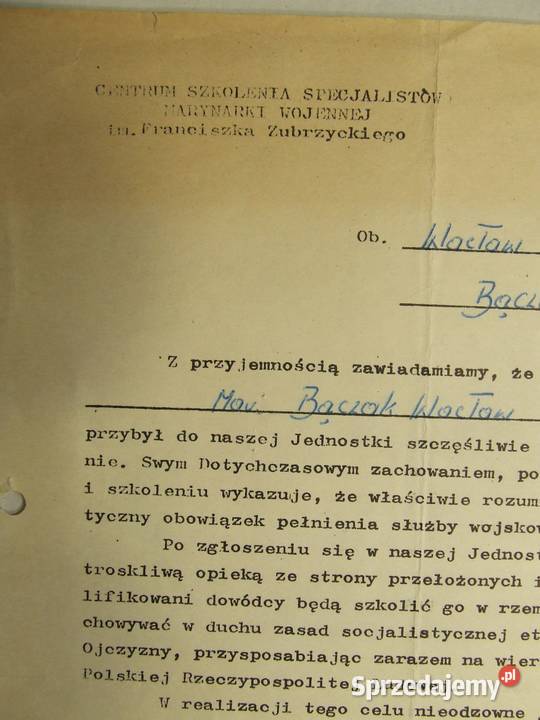 CENTRUM SZKOLENIA SPECJALISTÓW
MARYNARKI WOJENNEJ
im. Franciszka Zubrzyckiego
Ob. Wacław
Bącz
Z przyjemnością zawiadamiamy, że
Mar. Bączak Wacław
przybył do naszej Jednostki szczęśliwie
nie. Swym Dotychczasowym zachowaniem, po
i szkoleniu wykazuje, że właściwie rozum
tyczny obowiązek pełnienia służby wojskow
Po zgłoszeniu się w naszej Jednost
troskliwą opieką ze strony przełożonych i
lifikowani dowódcy będą szkolić go w rzem
chowywać w duchu zasad socjalistycznej et
Ojczyzny, przysposabiając zarazem na wier
Polskiej Rzeczypospolitej
W realizacji tego celu nieodzowne
Sprzedajemy.pl